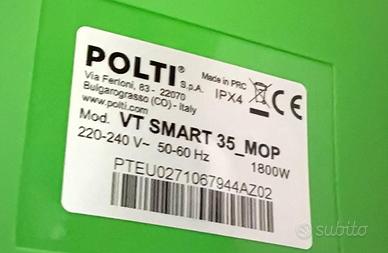 POLTI® S.p.A.
Made in PRC
Via Ferloni, 83 - 22070
Bulgarograsso (CO) - Italy
www.polti.com
IPX4
CE
Mod. VT SMART 35_MOP
220-240 V~ 50-60 Hz 1800W
PTEU0271067944AZ02
subito